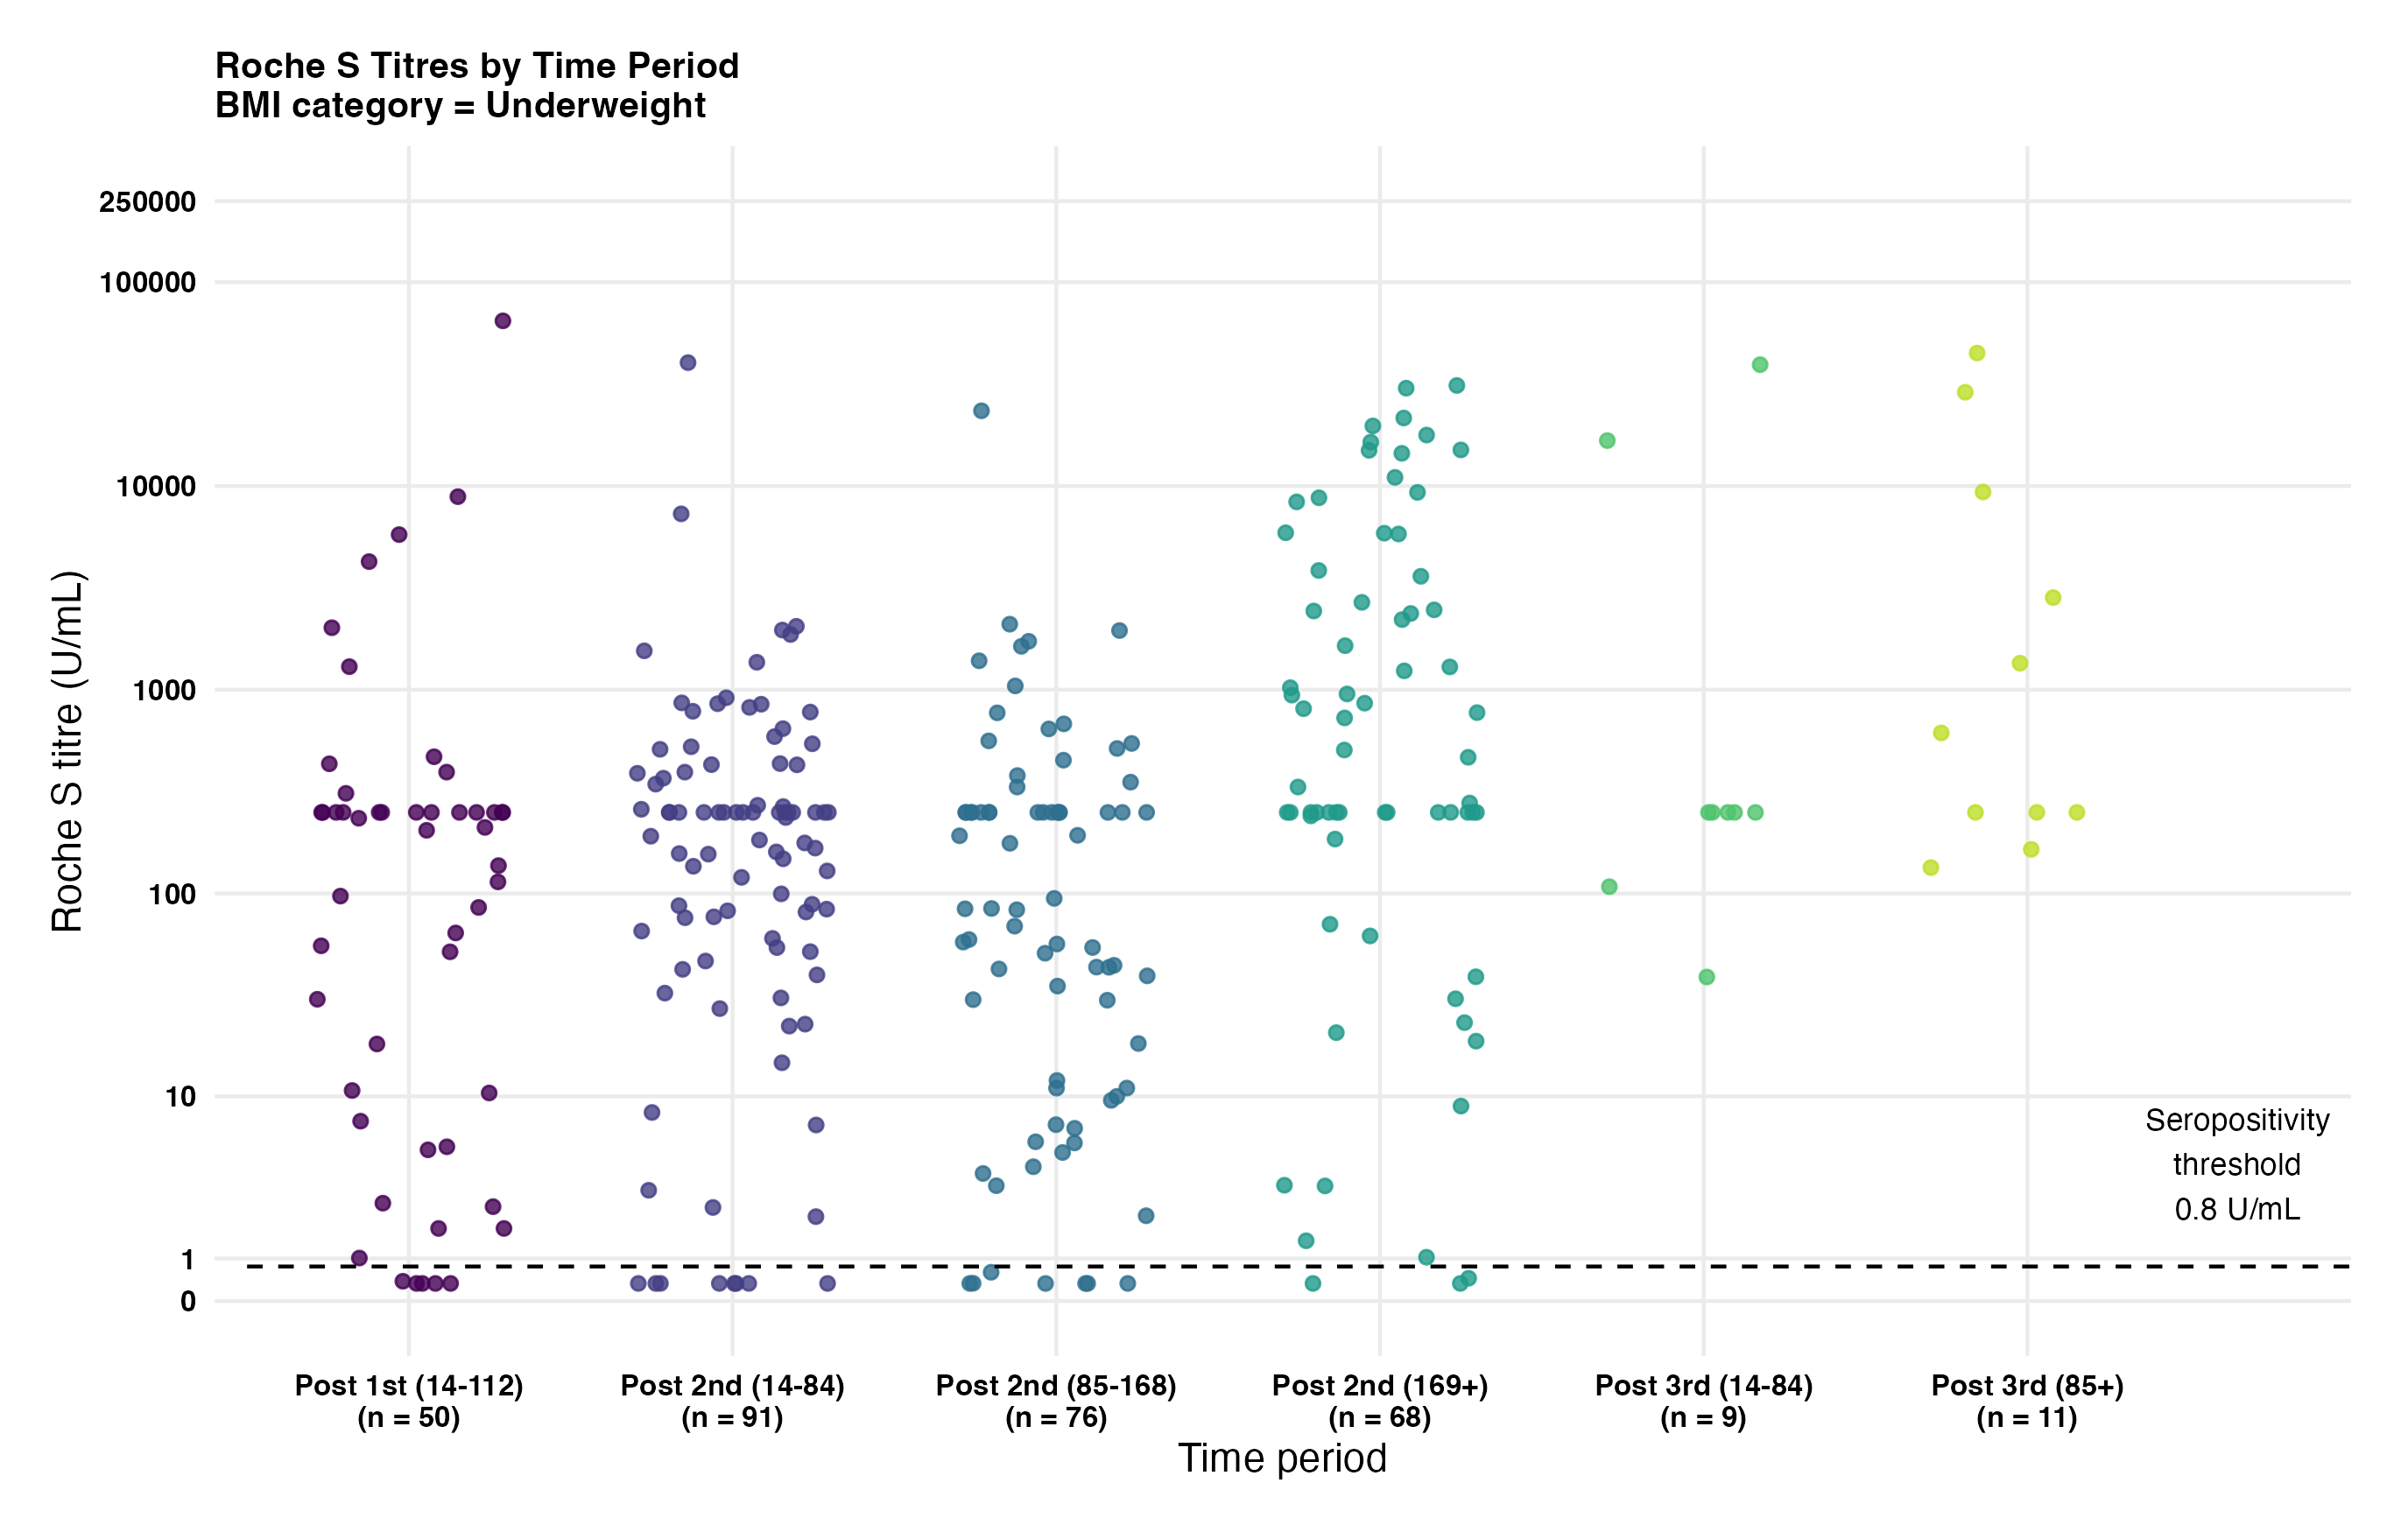 Roche S Titres by Time Period
BMI category = Underweight
Roche S titre (U/mL)
250000
100000
10000
1000
100
10
1
0
Seropositivity
threshold
0.8 U/mL
Post 1st (14-112)
(n = 50)
Post 2nd (14-84)
(n = 91)
Post 2nd (85-168)
(n = 76)
Post 2nd (169+)
(n = 68)
Post 3rd (14-84)
(n = 9)
Post 3rd (85+)
(n = 11)
Time period